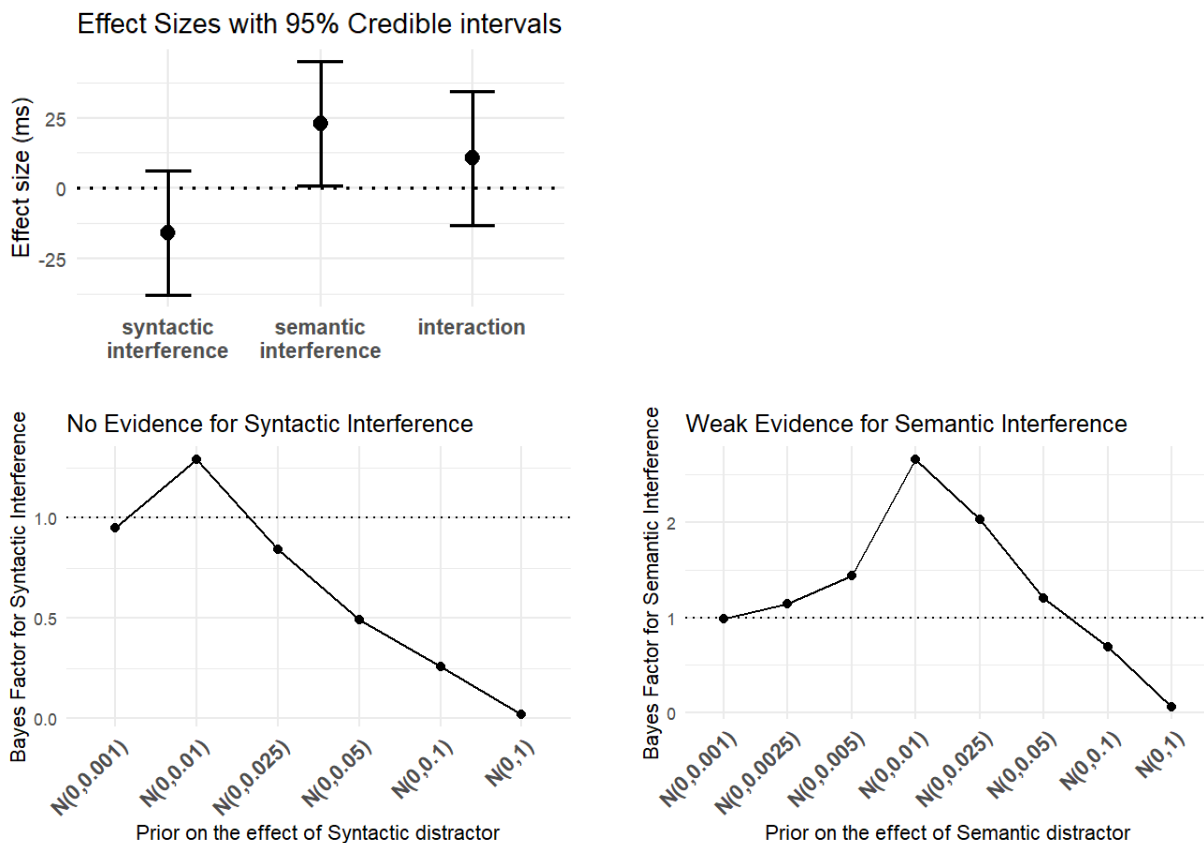 Effect Sizes with 95% Credible intervals
Effect size (ms)
25
0
-25
syntactic
interference
semantic
interference
interaction
No Evidence for Syntactic Interference
Bayes Factor for Syntactic Interference
1.0
0.5
0.0
N(0,0.001)
N(0,0.01)
N(0,0.025)
N(0,0.05)
N(0,0.1)
N(0,1)
Prior on the effect of Syntactic distractor
Weak Evidence for Semantic Interference
Bayes Factor for Semantic Interference
2
1
0
N(0,0.001)
N(0,0.0025)
N(0,0.005)
N(0,0.01)
N(0,0.025)
N(0,0.05)
N(0,0.1)
N(0,1)
Prior on the effect of Semantic distractor